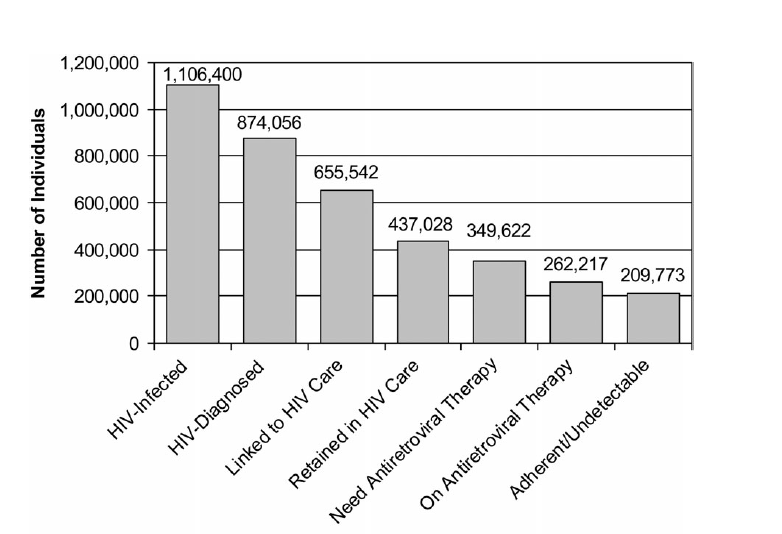 Number of Individuals
1,200,000
1,000,000
800,000
600,000
400,000
200,000
0
1,106,400
874,056
655,542
437,028
349,622
262,217
209,773
HIV-Infected
HIV-Diagnosed
Linked to HIV Care
Retained in HIV Care
Need Antiretroviral Therapy
On Antiretroviral Therapy
Adherent/Undetectable